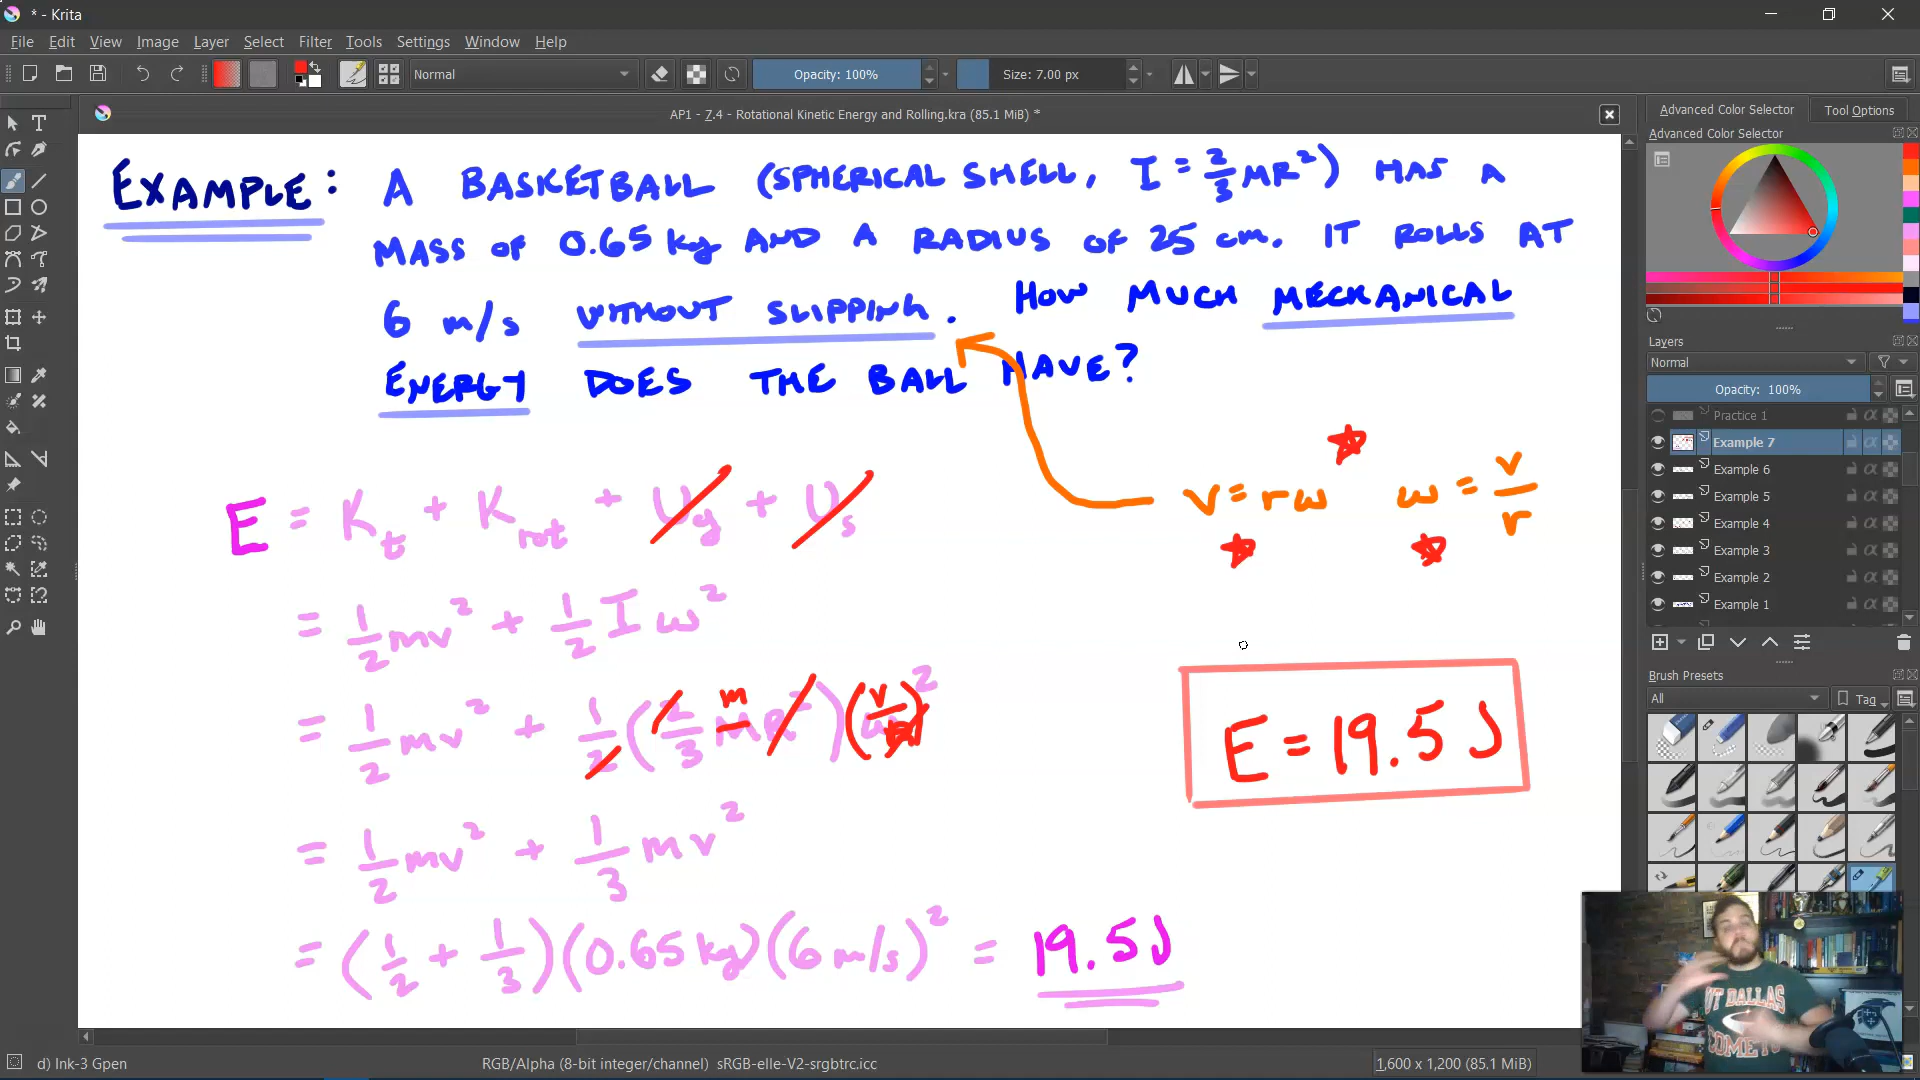 * - Krita
File Edit View Image Layer Select Filter Tools Settings Window Help
Normal Opacity: 100% Size: 7.00 px
AP1 - 7.4 - Rotational Kinetic Energy and Rolling.kra (85.1 MiB) *
Advanced Color Selector Tool Options
Advanced Color Selector
EXAMPLE: A BASKETBALL (SPHERICAL SHELL, I = 2/3 MR²) HAS A
MASS OF 0.65 kg AND A RADIUS OF 25 cm. IT ROLLS AT
6 m/s WITHOUT SLIPPING. HOW MUCH MECHANICAL
ENERGY DOES THE BALL HAVE?
v = rω ω = v/r
E = K_t + K_rot + U_g + U_s
= 1/2 mv² + 1/2 I ω²
= 1/2 mv² + 1/2 (2/3 m MR²) (v/R)²
E = 19.5 J
= 1/2 mv² + 1/3 mv²
= (1/2 + 1/3)(0.65 kg)(6 m/s)² = 19.5 J
Layers
Normal
Opacity: 100%
Practice 1
Example 7
Example 6
Example 5
Example 4
Example 3
Example 2
Example 1
Brush Presets
All Tag
UT DALLAS
COMETS
d) Ink-3 Gpen RGB/Alpha (8-bit integer/channel) sRGB-elle-V2-srgbtrc.icc 1,600 x 1,200 (85.1 MiB)